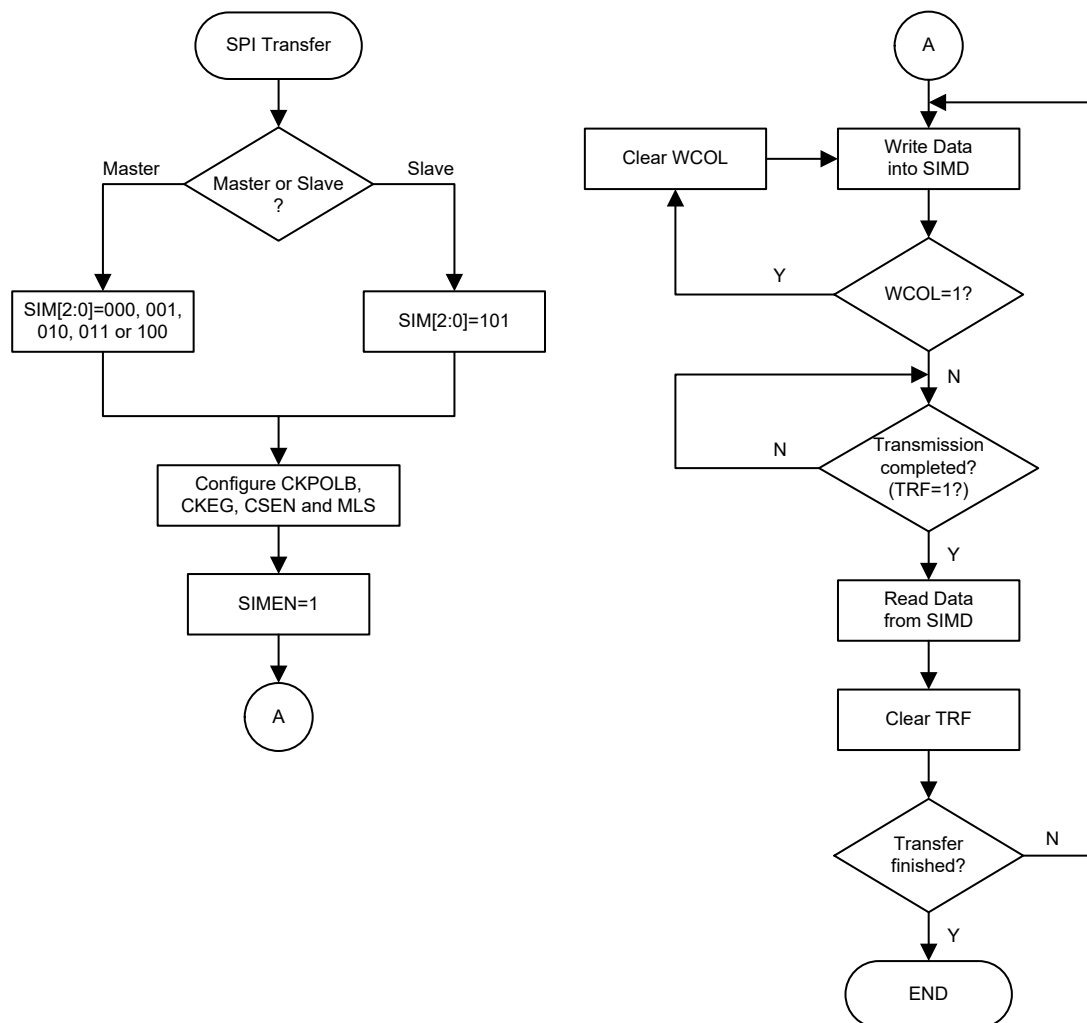 SPI Transfer
Master or Slave
?
Master
Slave
SIM[2:0]=000, 001,
010, 011 or 100
SIM[2:0]=101
Configure CKPOLB,
CKEG, CSEN and MLS
SIMEN=1
A
A
Write Data
into SIMD
Clear WCOL
WCOL=1?
Y
N
Transmission
completed?
(TRF=1?)
N
Y
Read Data
from SIMD
Clear TRF
Transfer
finished?
N
Y
END